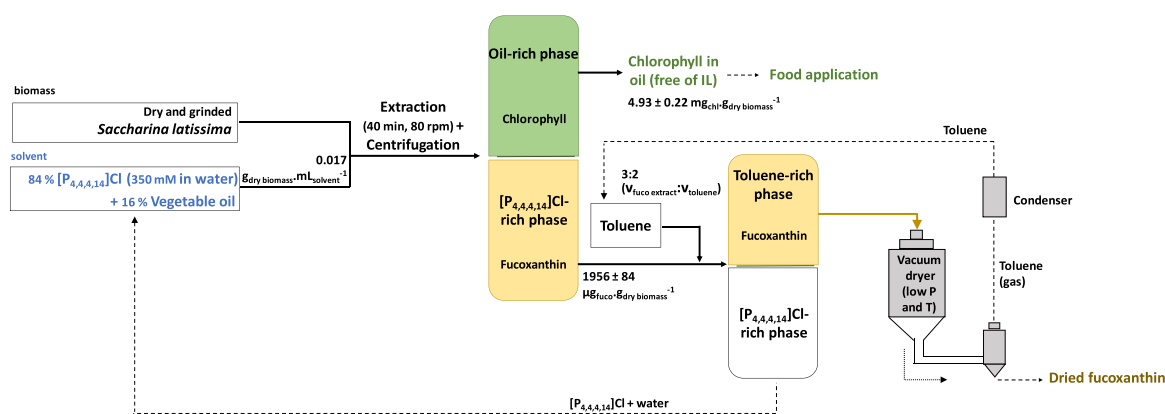 biomass
Dry and grinded
Saccharina latissima
solvent
84 % [P4,4,4,14]Cl (350 mM in water)
+ 16 % Vegetable oil
0.017
gdry biomass.mLsolvent-1
Extraction
(40 min, 80 rpm) +
Centrifugation
Oil-rich phase
Chlorophyll
[P4,4,4,14]Cl-
rich phase
Fucoxanthin
Chlorophyll in
oil (free of IL)
Food application
4.93 ± 0.22 mgchl.gdry biomass-1
Toluene
3:2
(vfuco extract:vtoluene)
Toluene
1956 ± 84
µgfuco.gdry biomass-1
Toluene-rich
phase
Fucoxanthin
[P4,4,4,14]Cl-
rich phase
Condenser
Vacuum
dryer
(low P
and T)
Toluene
(gas)
Dried fucoxanthin
[P4,4,4,14]Cl + water